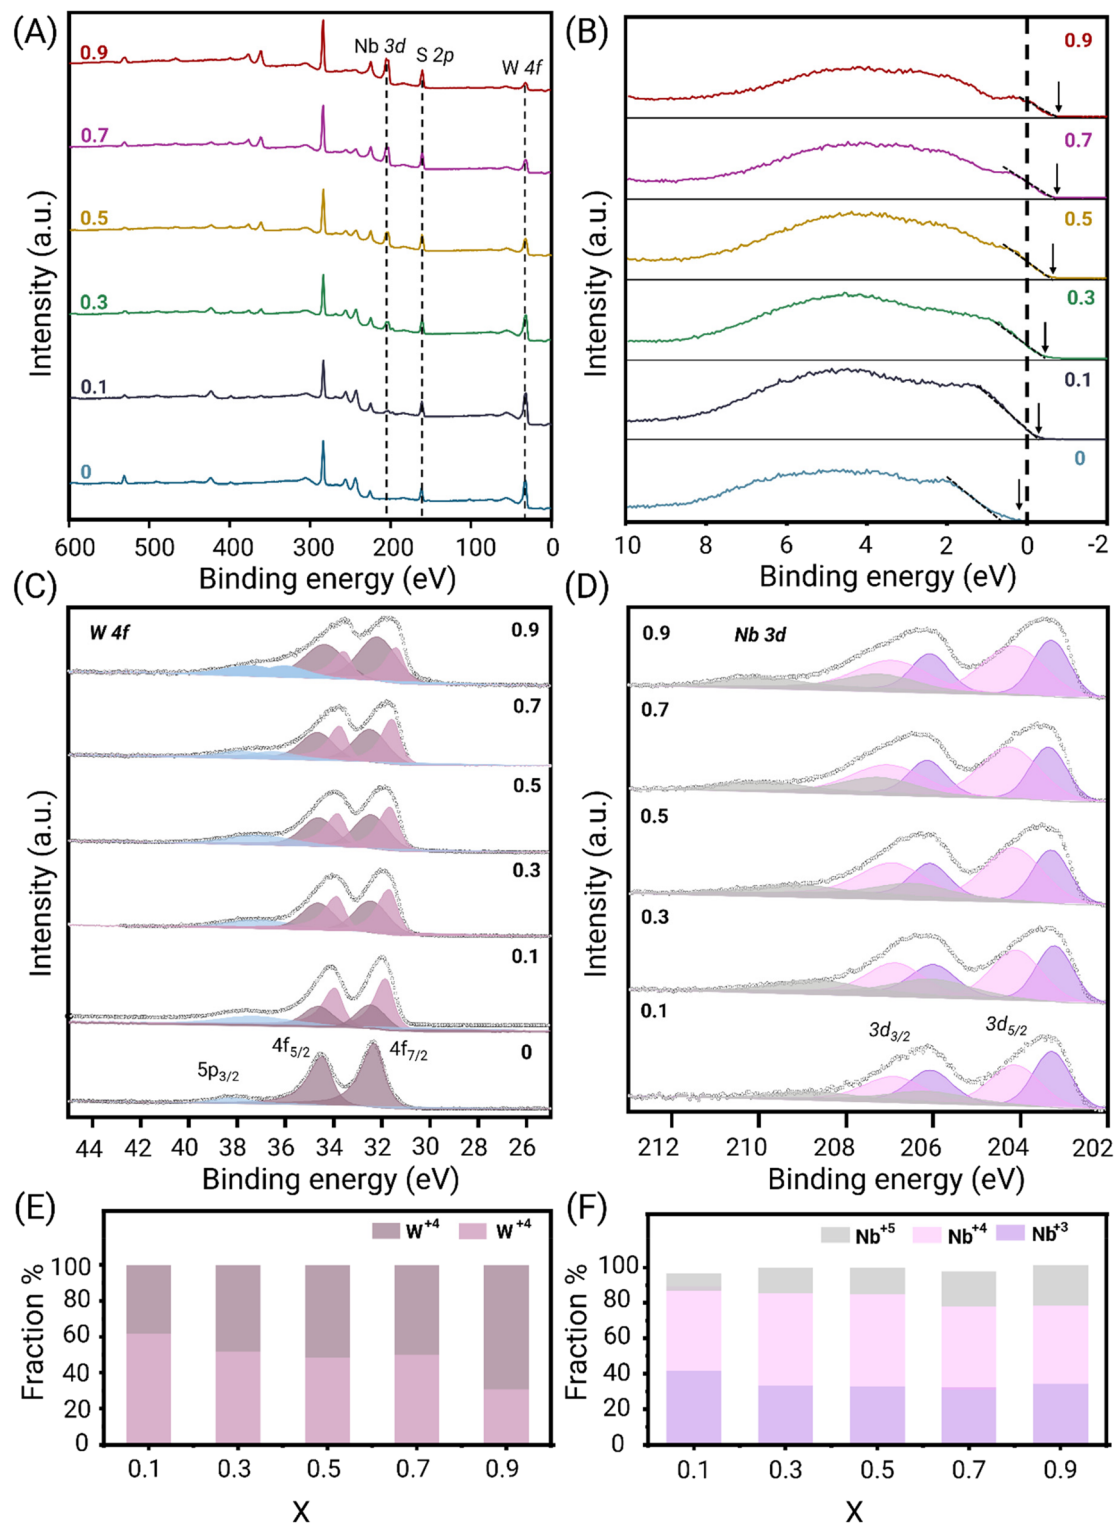 (A)
0.9
0.7
0.5
0.3
0.1
0
Nb 3d
S 2p
W 4f
Intensity (a.u.)
600 500 400 300 200 100 0
Binding energy (eV)
(B)
0.9
0.7
0.5
0.3
0.1
0
Intensity (a.u.)
10 8 6 4 2 0 -2
Binding energy (eV)
(C)
W 4f
0.9
0.7
0.5
0.3
0.1
0
5p3/2
4f5/2
4f7/2
Intensity (a.u.)
44 42 40 38 36 34 32 30 28 26
Binding energy (eV)
(D)
0.9
Nb 3d
0.7
0.5
0.3
0.1
3d3/2
3d5/2
Intensity (a.u.)
212 210 208 206 204 202
Binding energy (eV)
(E)
W+4 W+4
Fraction %
100
80
60
40
20
0
0.1 0.3 0.5 0.7 0.9
X
(F)
Nb+5 Nb+4 Nb+3
Fraction %
100
80
60
40
20
0
0.1 0.3 0.5 0.7 0.9
X